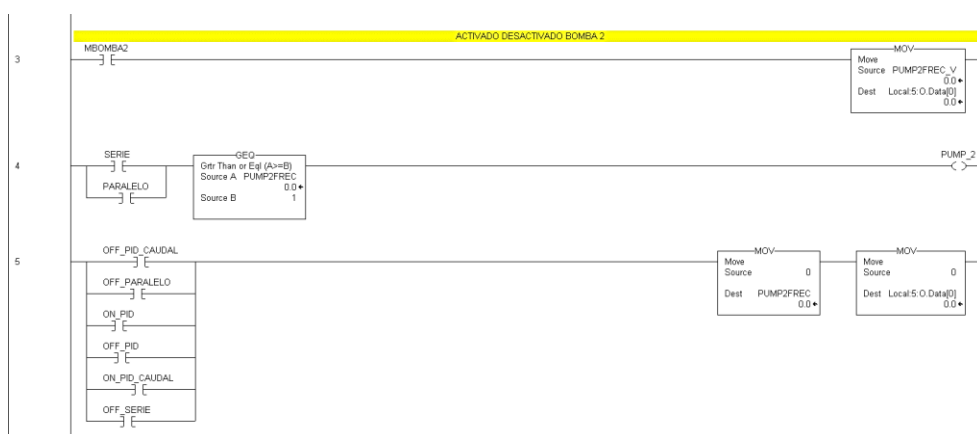 ACTIVADO DESACTIVADO BOMBA 2
3
MBOMBA2
MOV
Move
Source PUMP2FREC_V
0.0
Dest Local:5:O.Data[0]
0.0
4
SERIE
PARALELO
GEQ
Grtr Than or Eql (A>=B)
Source A PUMP2FREC
0.0
Source B 1
PUMP_2
5
OFF_PID_CAUDAL
OFF_PARALELO
ON_PID
OFF_PID
ON_PID_CAUDAL
OFF_SERIE
MOV
Move
Source 0
Dest PUMP2FREC
0.0
MOV
Move
Source 0
Dest Local:5:O.Data[0]
0.0